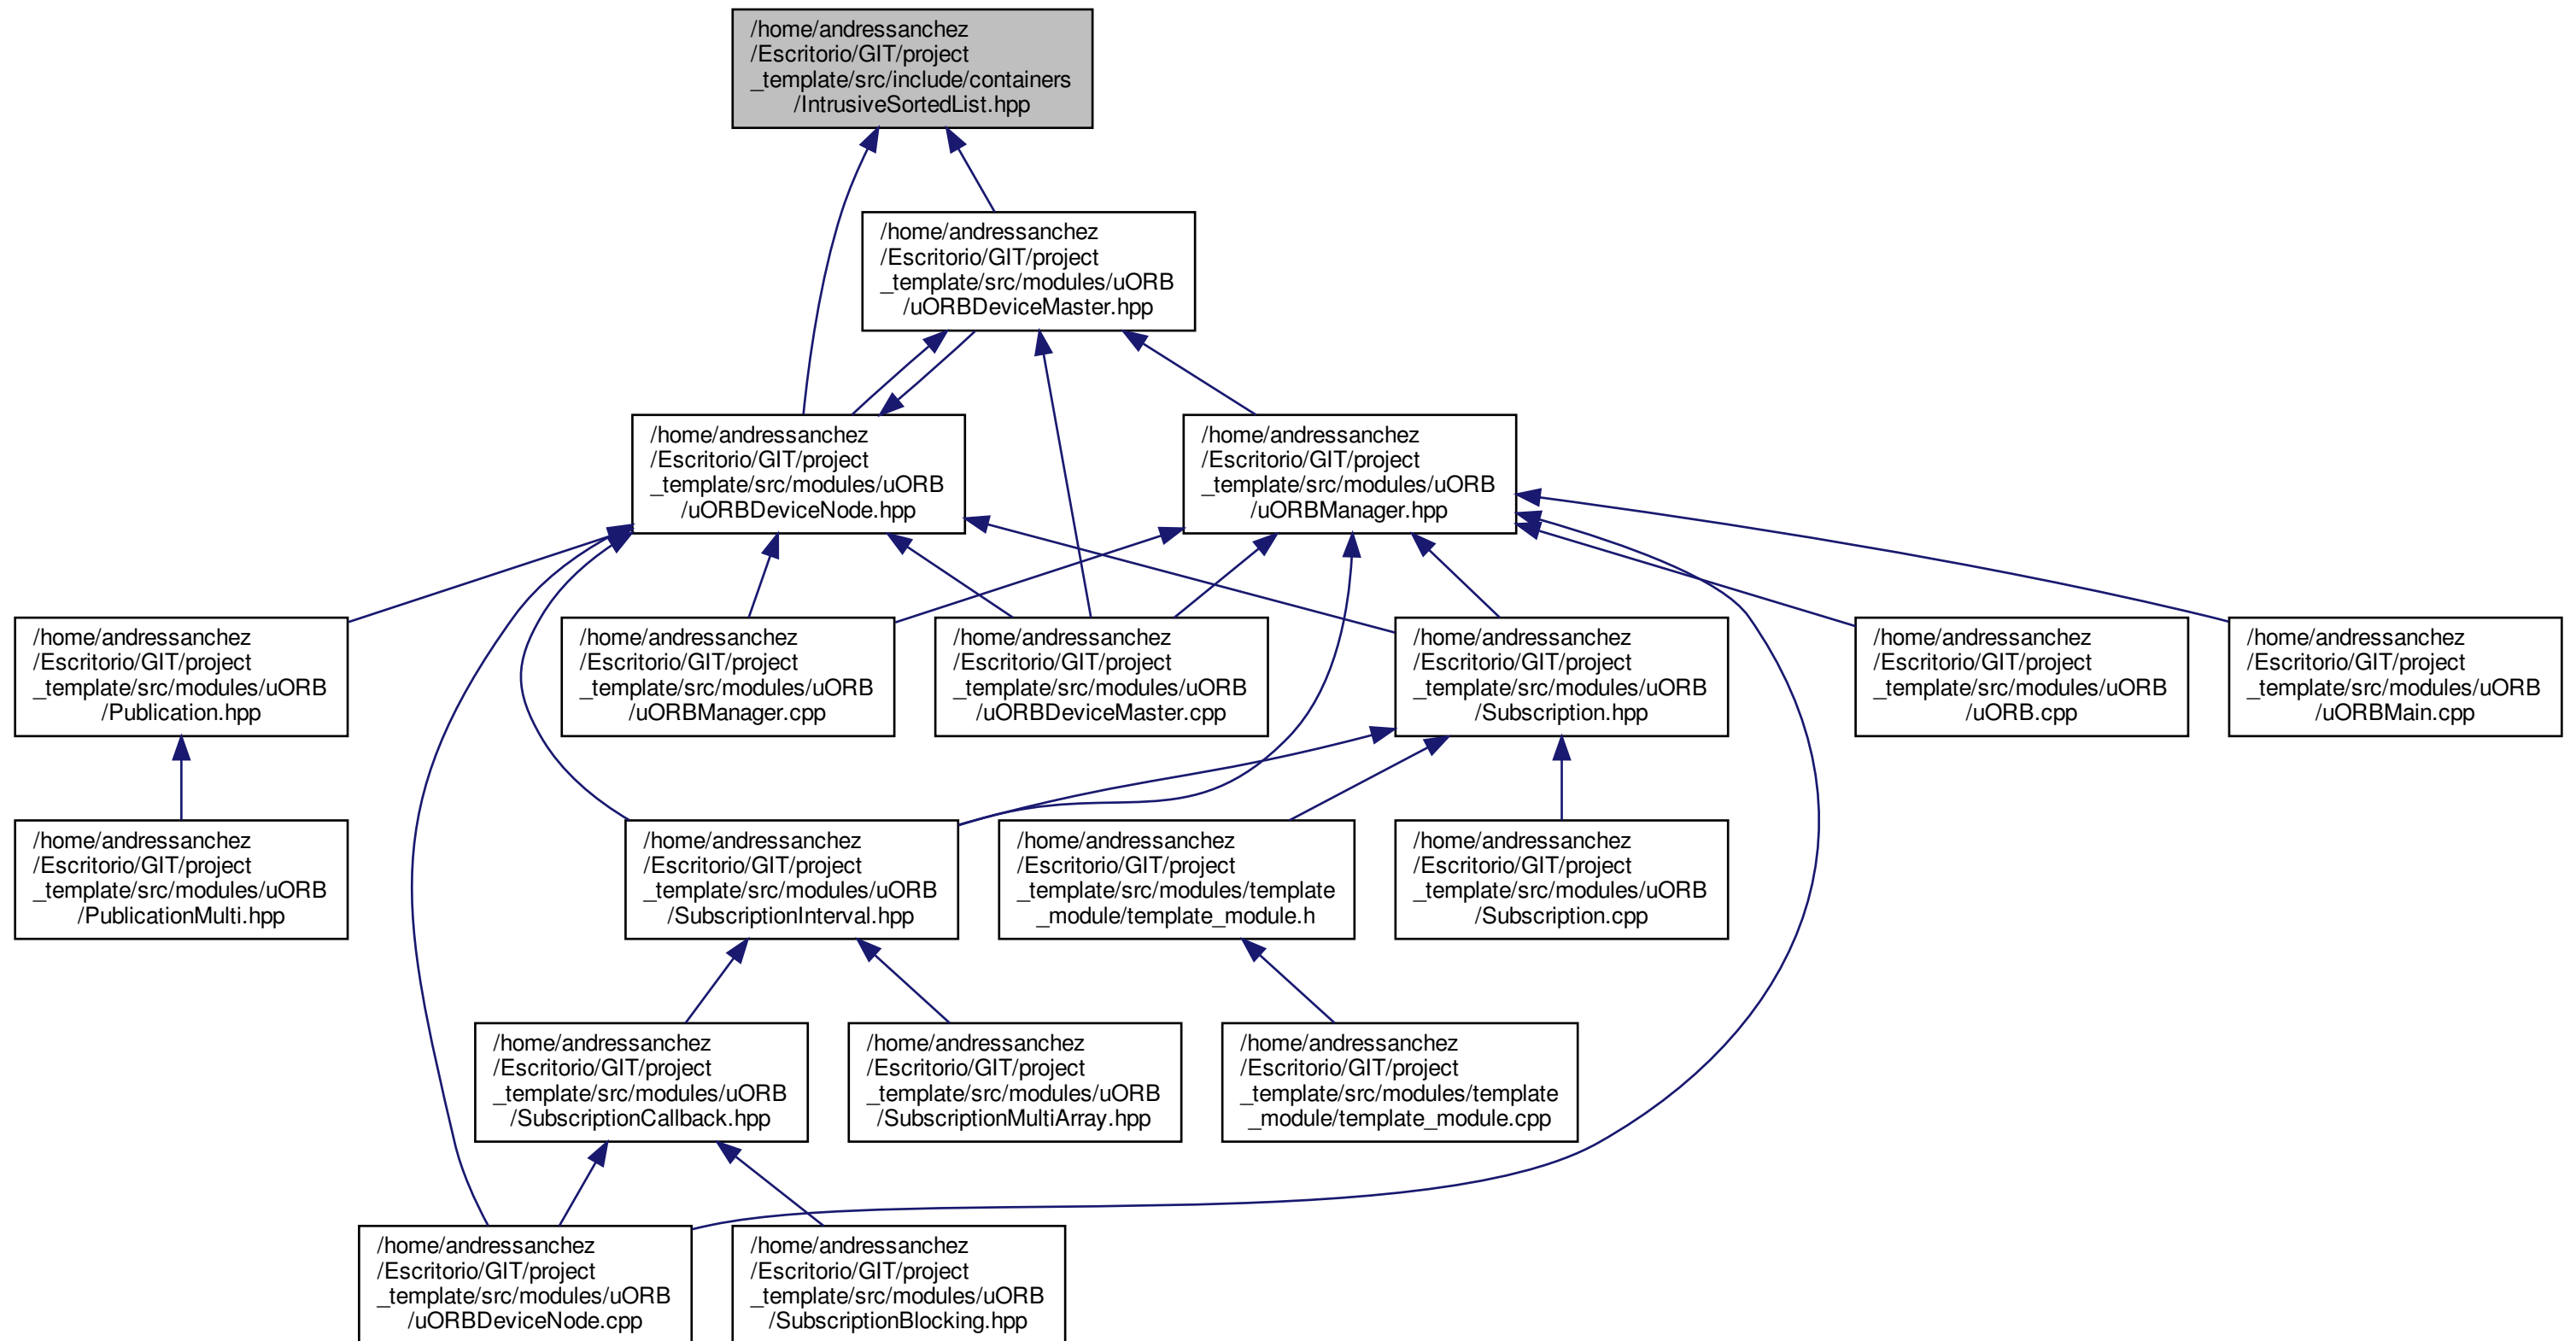 /home/andressanchez
/Escritorio/GIT/project
_template/src/include/containers
/IntrusiveSortedList.hpp
/home/andressanchez
/Escritorio/GIT/project
_template/src/modules/uORB
/uORBDeviceMaster.hpp
/home/andressanchez
/Escritorio/GIT/project
_template/src/modules/uORB
/uORBDeviceNode.hpp
/home/andressanchez
/Escritorio/GIT/project
_template/src/modules/uORB
/uORBManager.hpp
/home/andressanchez
/Escritorio/GIT/project
_template/src/modules/uORB
/Publication.hpp
/home/andressanchez
/Escritorio/GIT/project
_template/src/modules/uORB
/uORBManager.cpp
/home/andressanchez
/Escritorio/GIT/project
_template/src/modules/uORB
/uORBDeviceMaster.cpp
/home/andressanchez
/Escritorio/GIT/project
_template/src/modules/uORB
/Subscription.hpp
/home/andressanchez
/Escritorio/GIT/project
_template/src/modules/uORB
/uORB.cpp
/home/andressanchez
/Escritorio/GIT/project
_template/src/modules/uORB
/uORBMain.cpp
/home/andressanchez
/Escritorio/GIT/project
_template/src/modules/uORB
/PublicationMulti.hpp
/home/andressanchez
/Escritorio/GIT/project
_template/src/modules/uORB
/SubscriptionInterval.hpp
/home/andressanchez
/Escritorio/GIT/project
_template/src/modules/template
_module/template_module.h
/home/andressanchez
/Escritorio/GIT/project
_template/src/modules/uORB
/Subscription.cpp
/home/andressanchez
/Escritorio/GIT/project
_template/src/modules/uORB
/SubscriptionCallback.hpp
/home/andressanchez
/Escritorio/GIT/project
_template/src/modules/uORB
/SubscriptionMultiArray.hpp
/home/andressanchez
/Escritorio/GIT/project
_template/src/modules/template
_module/template_module.cpp
/home/andressanchez
/Escritorio/GIT/project
_template/src/modules/uORB
/uORBDeviceNode.cpp
/home/andressanchez
/Escritorio/GIT/project
_template/src/modules/uORB
/SubscriptionBlocking.hpp